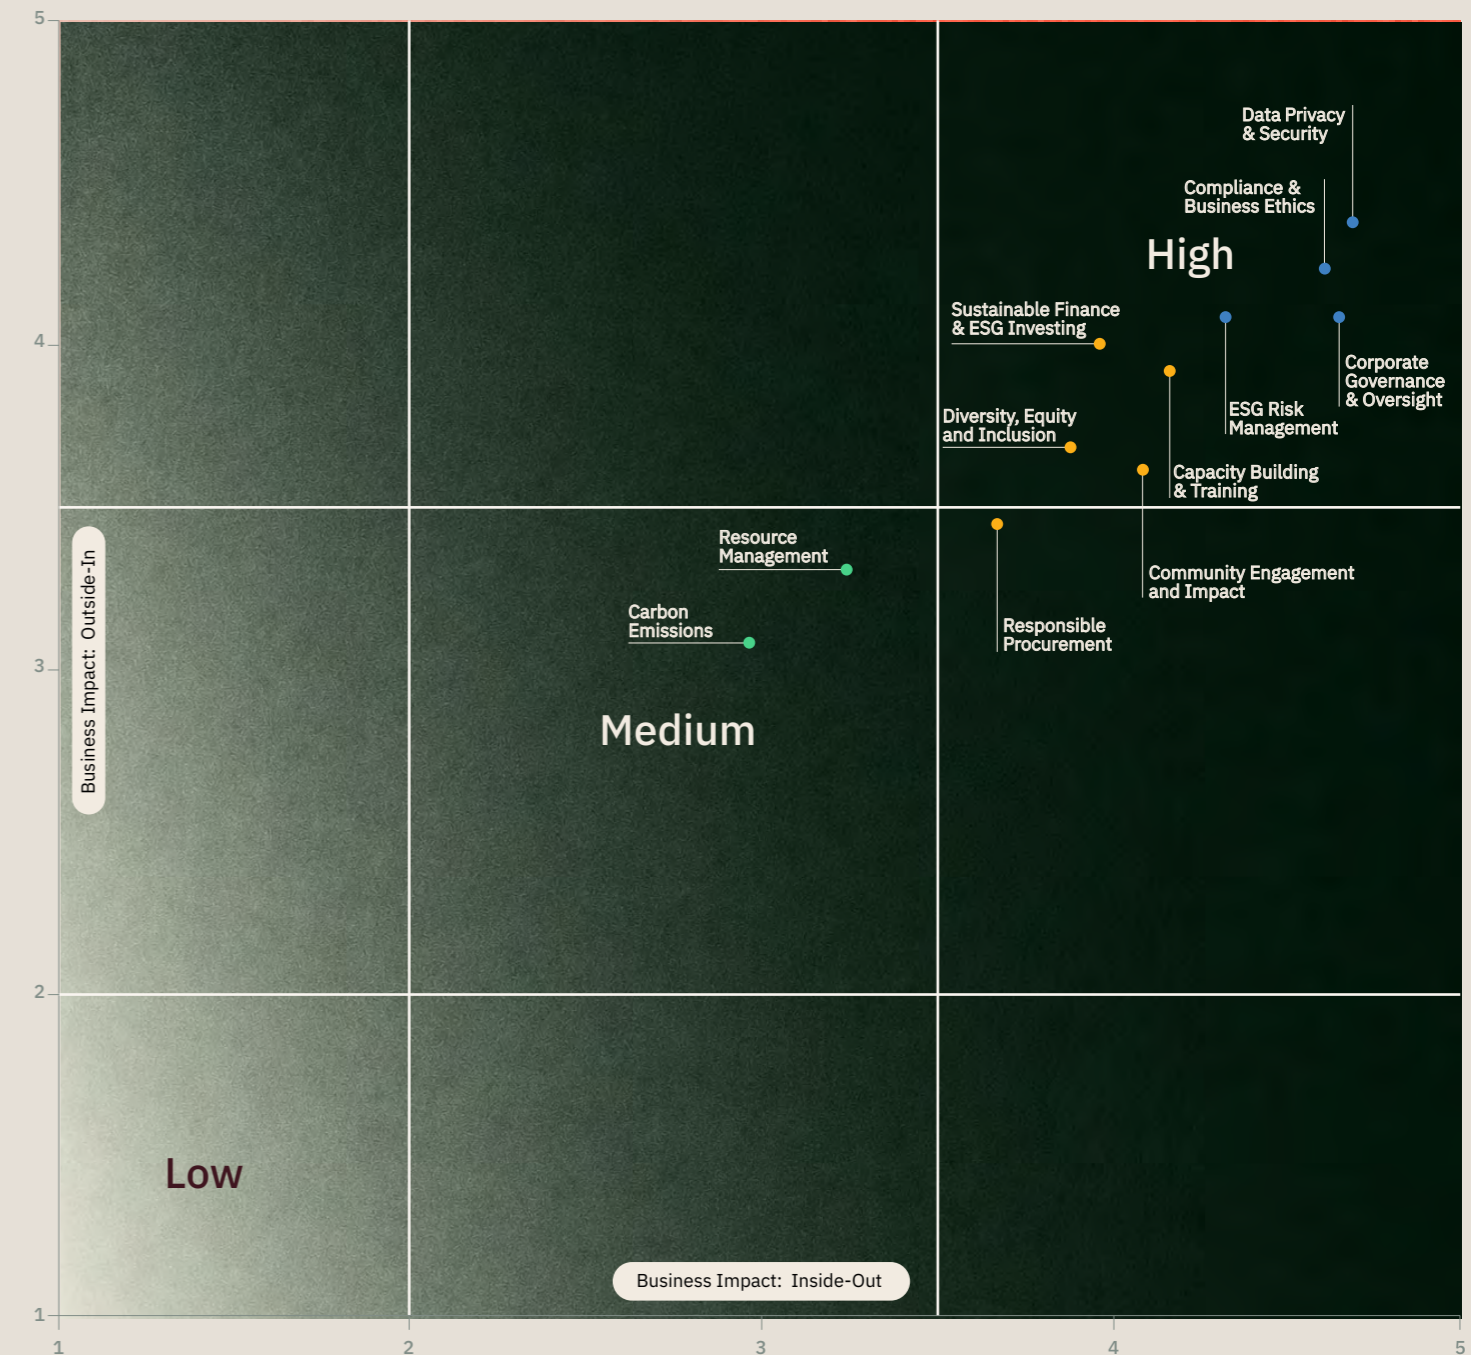 5
Data Privacy
& Security
Compliance &
Business Ethics
High
Sustainable Finance
& ESG Investing
4
Corporate
Governance
& Oversight
ESG Risk
Management
Diversity, Equity
and Inclusion
Capacity Building
& Training
Resource
Management
Community Engagement
and Impact
Carbon
Emissions
Responsible
Procurement
3
Business Impact: Outside-In
Medium
2
Low
Business Impact: Inside-Out
1
1
2
3
4
5